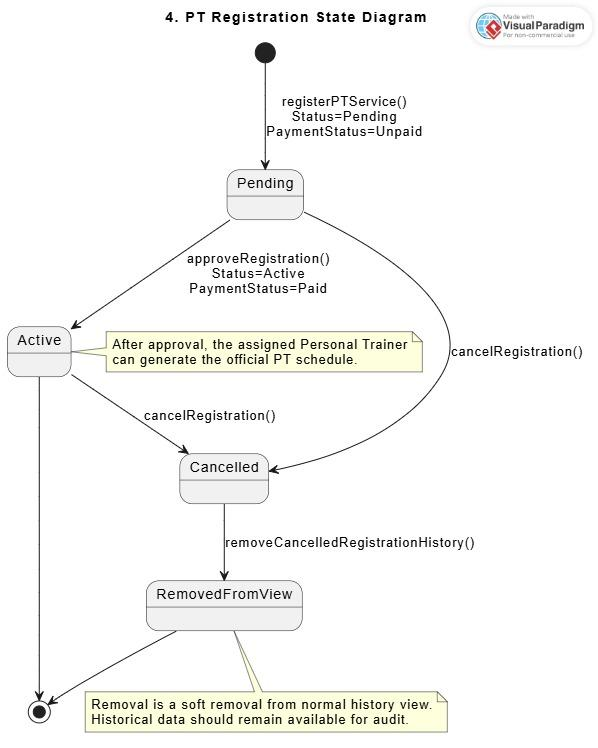 4. PT Registration State Diagram
Made with
VisualParadigm
For non-commercial use
registerPTService()
Status=Pending
PaymentStatus=Unpaid
Pending
approveRegistration()
Status=Active
PaymentStatus=Paid
Active
After approval, the assigned Personal Trainer
can generate the official PT schedule.
cancelRegistration()
cancelRegistration()
Cancelled
removeCancelledRegistrationHistory()
RemovedFromView
Removal is a soft removal from normal history view.
Historical data should remain available for audit.